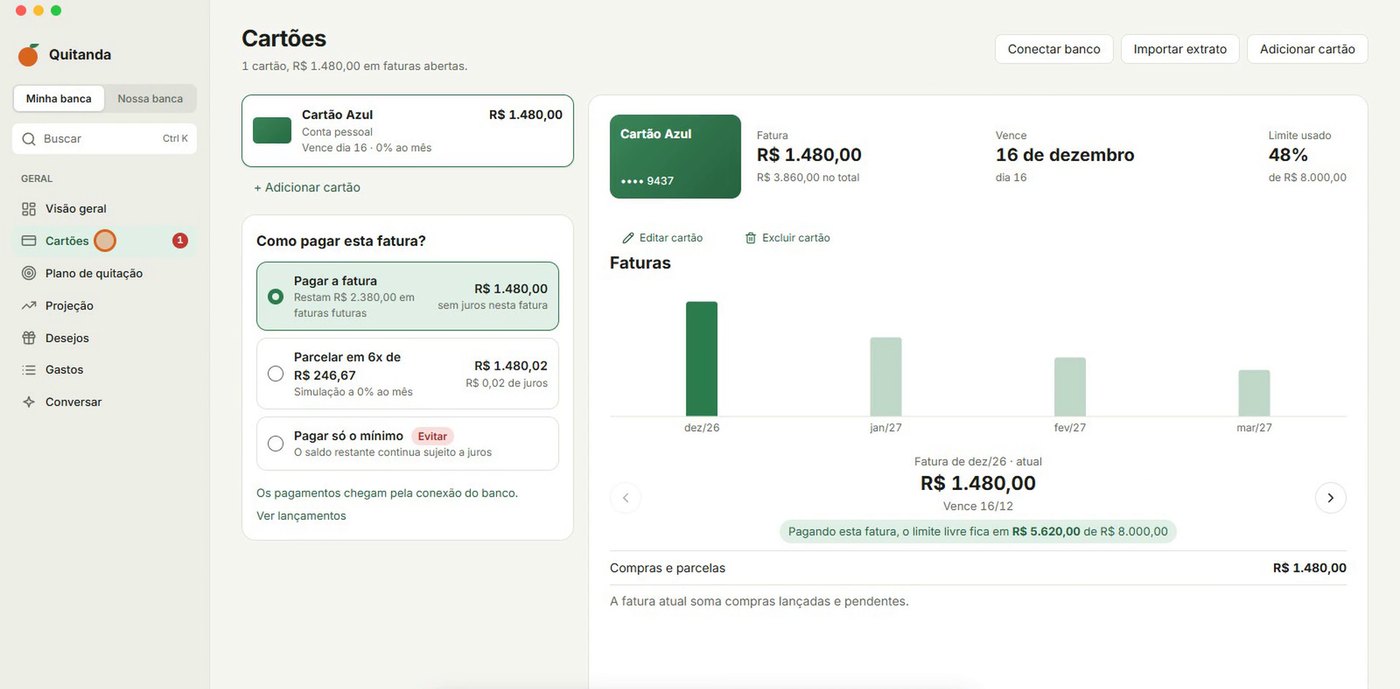 Quitanda
Minha banca
Nossa banca
Buscar
Ctrl K
GERAL
Visão geral
Cartões
1
Plano de quitação
Projeção
Desejos
Gastos
Conversar
Cartões
1 cartão, R$ 1.480,00 em faturas abertas.
Conectar banco
Importar extrato
Adicionar cartão
Cartão Azul
R$ 1.480,00
Conta pessoal
Vence dia 16 · 0% ao mês
+ Adicionar cartão
Como pagar esta fatura?
Pagar a fatura
R$ 1.480,00
Restam R$ 2.380,00 em
faturas futuras
sem juros nesta fatura
Parcelar em 6x de
R$ 246,67
R$ 1.480,02
Simulação a 0% ao mês
R$ 0,02 de juros
Pagar só o mínimo
Evitar
O saldo restante continua sujeito a juros
Os pagamentos chegam pela conexão do banco.
Ver lançamentos
Cartão Azul
•••• 9437
Fatura
R$ 1.480,00
R$ 3.860,00 no total
Vence
16 de dezembro
dia 16
Limite usado
48%
de R$ 8.000,00
Editar cartão
Excluir cartão
Faturas
dez/26
jan/27
fev/27
mar/27
Fatura de dez/26 · atual
R$ 1.480,00
Vence 16/12
Pagando esta fatura, o limite livre fica em R$ 5.620,00 de R$ 8.000,00
Compras e parcelas
R$ 1.480,00
A fatura atual soma compras lançadas e pendentes.